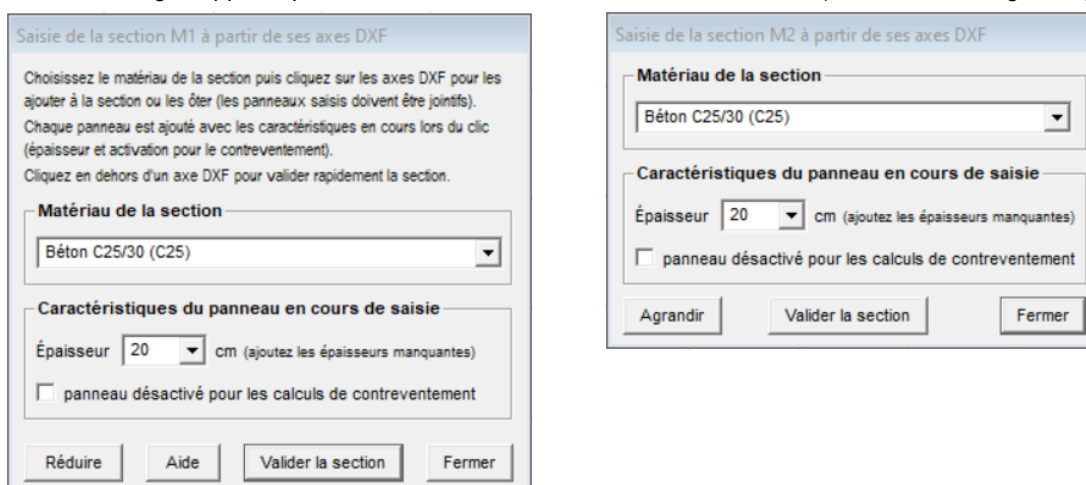 Saisie de la section M1 à partir de ses axes DXF
Choisissez le matériau de la section puis cliquez sur les axes DXF pour les
ajouter à la section ou les ôter (les panneaux saisis doivent être jointifs).
Chaque panneau est ajouté avec les caractéristiques en cours lors du clic
(épaisseur et activation pour le contreventement).
Cliquez en dehors d'un axe DXF pour valider rapidement la section.
Matériau de la section
Béton C25/30 (C25)
Caractéristiques du panneau en cours de saisie
Épaisseur 20 cm (ajoutez les épaisseurs manquantes)
panneau désactivé pour les calculs de contreventement
Réduire Aide Valider la section Fermer
Saisie de la section M2 à partir de ses axes DXF
Matériau de la section
Béton C25/30 (C25)
Caractéristiques du panneau en cours de saisie
Épaisseur 20 cm (ajoutez les épaisseurs manquantes)
panneau désactivé pour les calculs de contreventement
Agrandir Valider la section Fermer